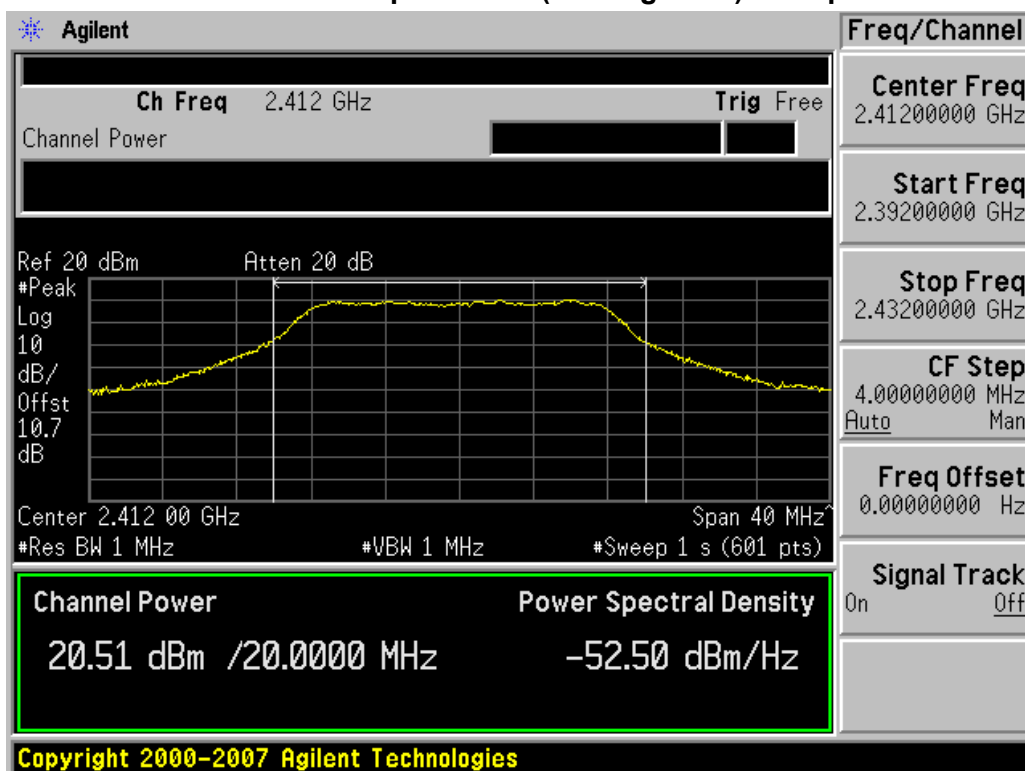 Agilent
Freq/Channel
Ch Freq 2.412 GHz Trig Free
Channel Power
Ref 20 dBm Atten 20 dB
#Peak
Log
10
dB/
Offst
10.7
dB
Center 2.412 00 GHz Span 40 MHz^
#Res BW 1 MHz #VBW 1 MHz #Sweep 1 s (601 pts)
Channel Power Power Spectral Density
20.51 dBm /20.0000 MHz -52.50 dBm/Hz
Copyright 2000-2007 Agilent Technologies
Center Freq
2.41200000 GHz
Start Freq
2.39200000 GHz
Stop Freq
2.43200000 GHz
CF Step
4.00000000 MHz
Auto Man
Freq Offset
0.00000000 Hz
Signal Track
On Off